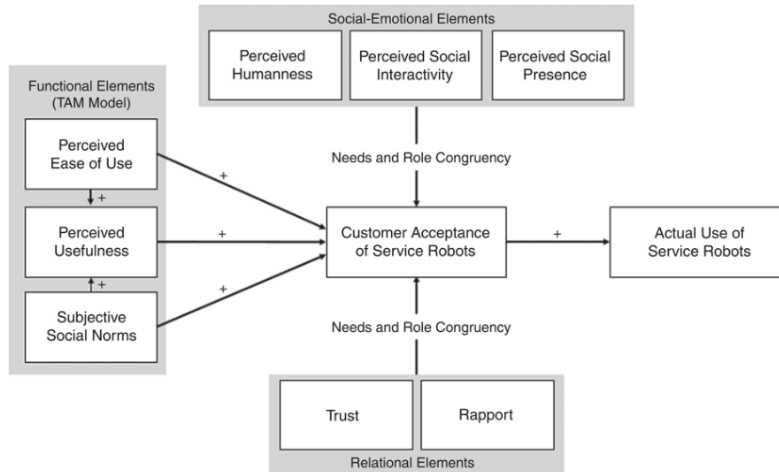 Social-Emotional Elements
Perceived
Humanness
Perceived Social
Interactivity
Perceived Social
Presence
Functional Elements
(TAM Model)
Perceived
Ease of Use
+
+
Needs and Role Congruency
Perceived
Usefulness
+
Customer Acceptance
of Service Robots
+
Actual Use of
Service Robots
+
Subjective
Social Norms
+
Needs and Role Congruency
Trust
Rapport
Relational Elements